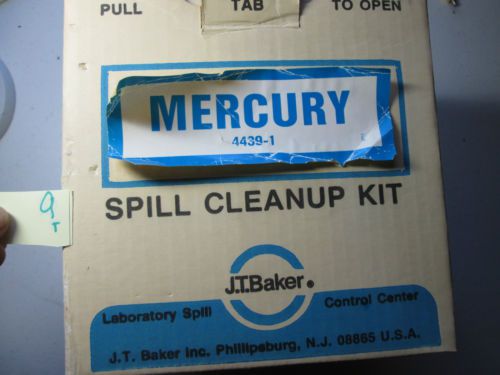 PULL TAB TO OPEN
MERCURY
4439-1
SPILL CLEANUP KIT
9
T
J.T.Baker®
Laboratory Spill Control Center
J.T. Baker Inc. Phillipsburg, N.J. 08865 U.S.A.